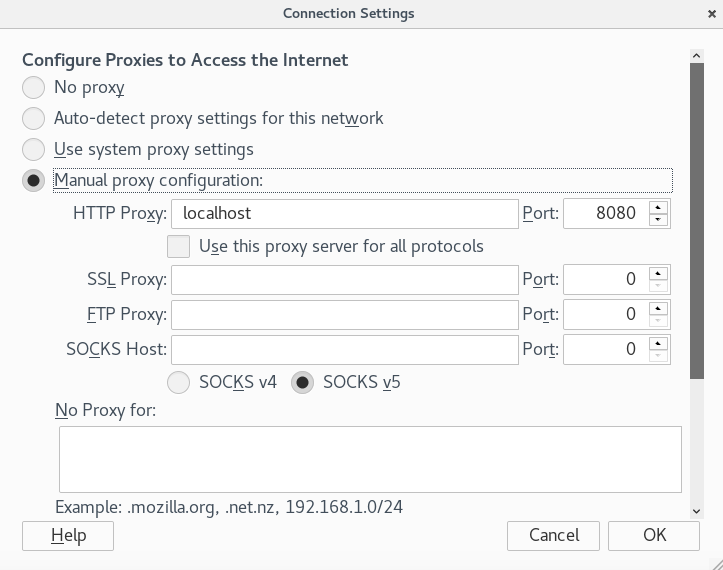 Connection Settings
Configure Proxies to Access the Internet
No proxy
Auto-detect proxy settings for this network
Use system proxy settings
Manual proxy configuration:
HTTP Proxy: localhost Port: 8080
Use this proxy server for all protocols
SSL Proxy: Port: 0
FTP Proxy: Port: 0
SOCKS Host: Port: 0
SOCKS v4 SOCKS v5
No Proxy for:
Example: .mozilla.org, .net.nz, 192.168.1.0/24
Help Cancel OK